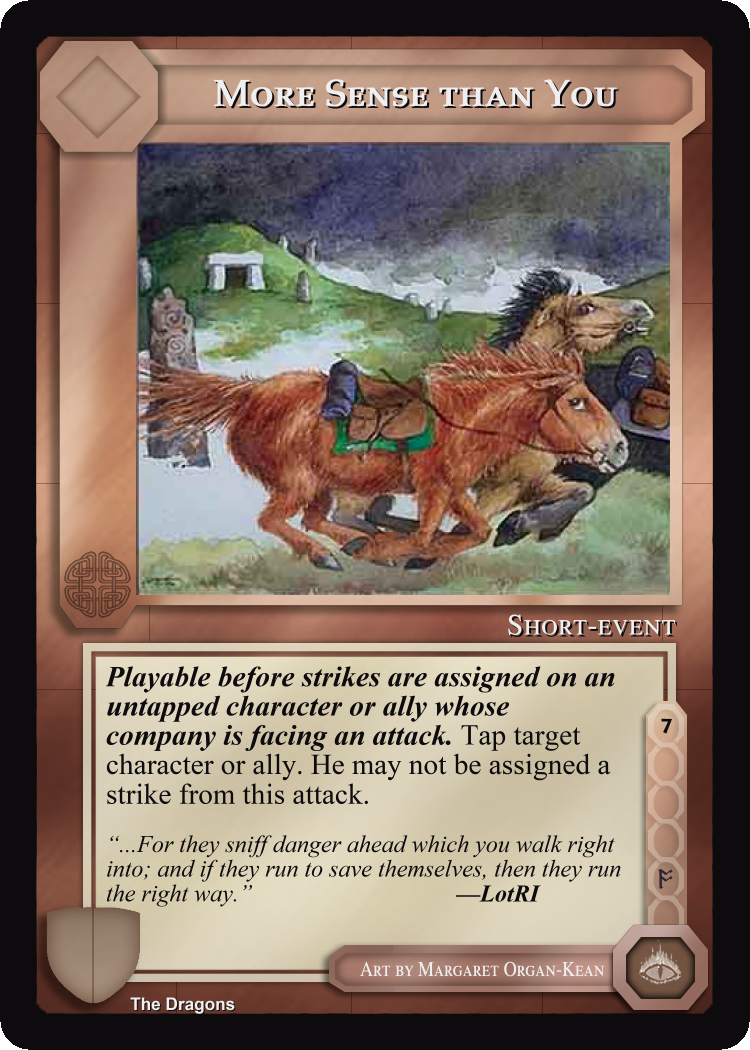 More Sense than You
Short-event
Playable before strikes are assigned on an
untapped character or ally whose
company is facing an attack. Tap target
character or ally. He may not be assigned a
strike from this attack.
7
“...For they sniff danger ahead which you walk right
into; and if they run to save themselves, then they run
the right way.” —LotRI
Art by Margaret Organ-Kean
The Dragons